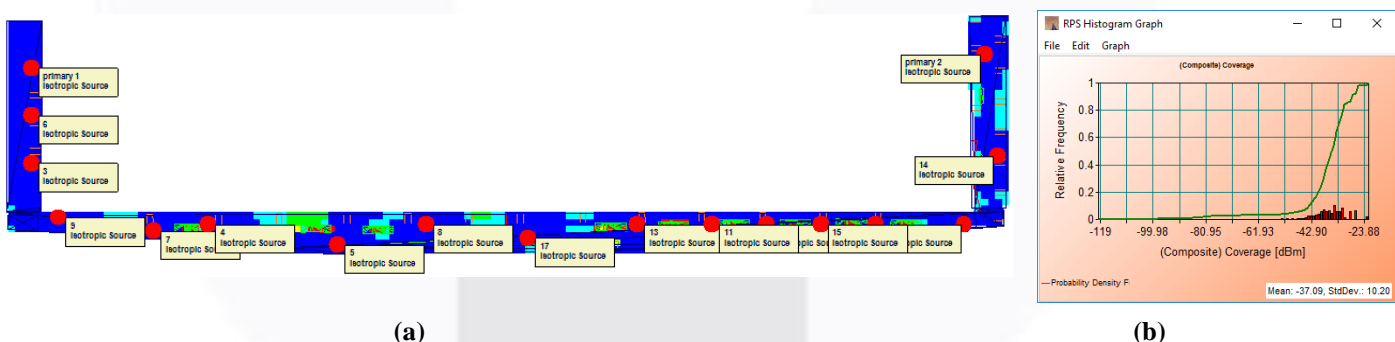 primary 1
Isotropic Source
6
Isotropic Source
3
Isotropic Source
9
Isotropic Source
7
Isotropic Source
4
Isotropic Source
5
Isotropic Source
8
Isotropic Source
17
Isotropic Source
13
Isotropic Source
11
Isotropic Source
Isotropic Source
15
Isotropic Source
Isotropic Source
primary 2
Isotropic Source
14
Isotropic Source
(a)
RPS Histogram Graph
File Edit Graph
(Composite) Coverage
Relative Frequency
1
0.8
0.6
0.4
0.2
0
-119 -99.98 -80.95 -61.93 -42.90 -23.88
(Composite) Coverage [dBm]
Probability Density F
Mean: -37.09, StdDev.: 10.20
(b)